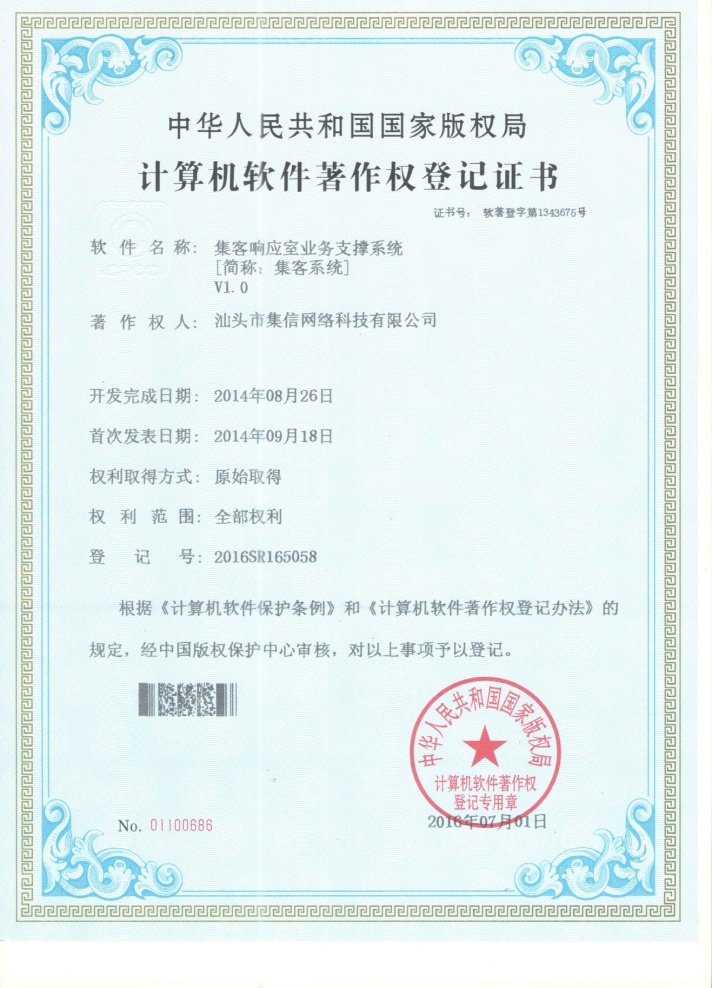 中华人民共和国国家版权局
计算机软件著作权登记证书
证书号： 软著登字第1343675号
软件名称： 集客响应室业务支撑系统
[简称：集客系统]
V1.0
著作权人： 汕头市集信网络科技有限公司
开发完成日期： 2014年08月26日
首次发表日期： 2014年09月18日
权利取得方式： 原始取得
权利范围： 全部权利
登记号： 2016SR165058
根据《计算机软件保护条例》和《计算机软件著作权登记办法》的
规定，经中国版权保护中心审核，对以上事项予以登记。
中华人民共和国国家版权局
计算机软件著作权
登记专用章
No. 01100686
2016年07月01日